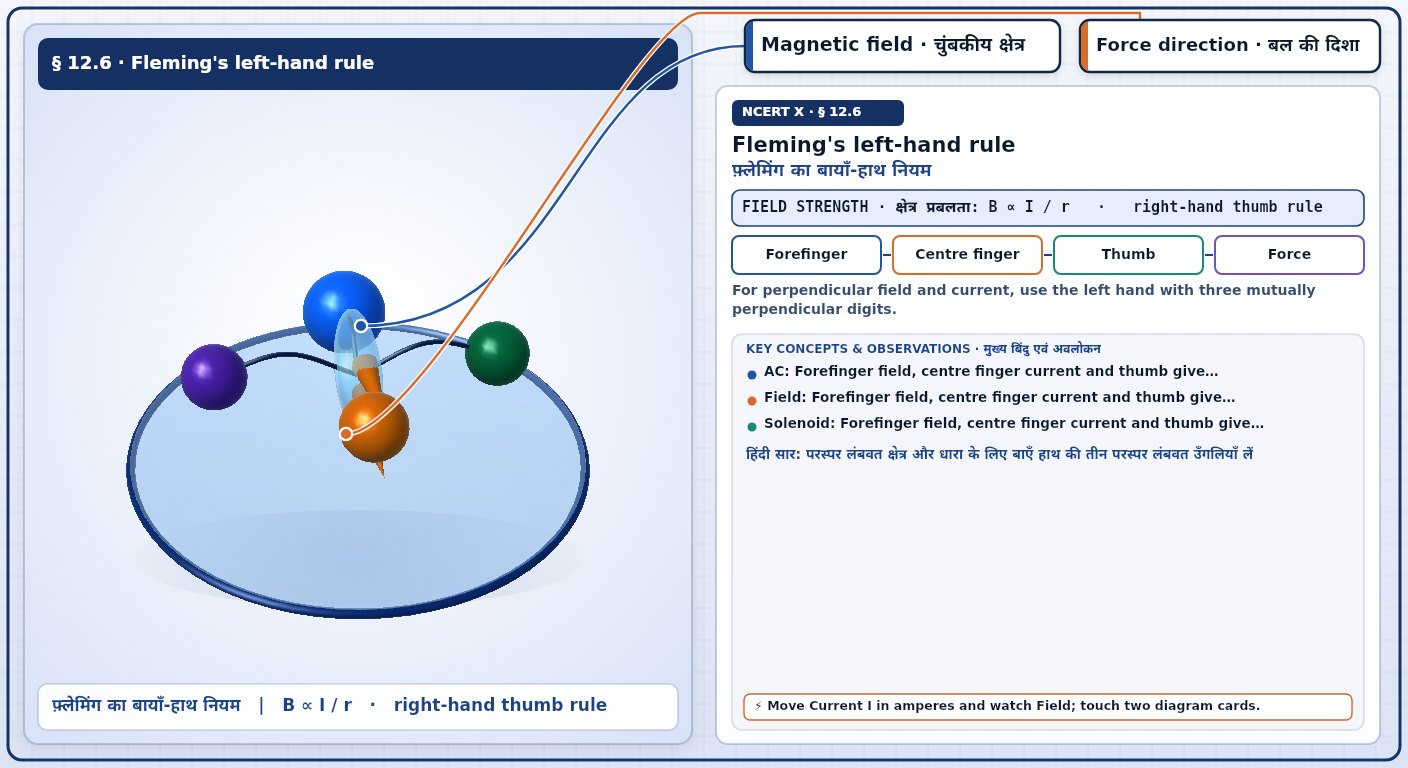 § 12.6 · Fleming's left-hand rule
Magnetic field · चुंबकीय क्षेत्र
Force direction · बल की दिशा
NCERT X · § 12.6
Fleming's left-hand rule
फ़्लेमिंग का बायाँ-हाथ नियम
FIELD STRENGTH · क्षेत्र प्रबलता: B ∝ I / r · right-hand thumb rule
Forefinger
Centre finger
Thumb
Force
For perpendicular field and current, use the left hand with three mutually
perpendicular digits.
KEY CONCEPTS & OBSERVATIONS · मुख्य बिंदु एवं अवलोकन
AC: Forefinger field, centre finger current and thumb give…
Field: Forefinger field, centre finger current and thumb give…
Solenoid: Forefinger field, centre finger current and thumb give…
हिंदी सार: परस्पर लंबवत क्षेत्र और धारा के लिए बाएँ हाथ की तीन परस्पर लंबवत उँगलियाँ लें
⚡ Move Current I in amperes and watch Field; touch two diagram cards.
फ़्लेमिंग का बायाँ-हाथ नियम | B ∝ I / r · right-hand thumb rule